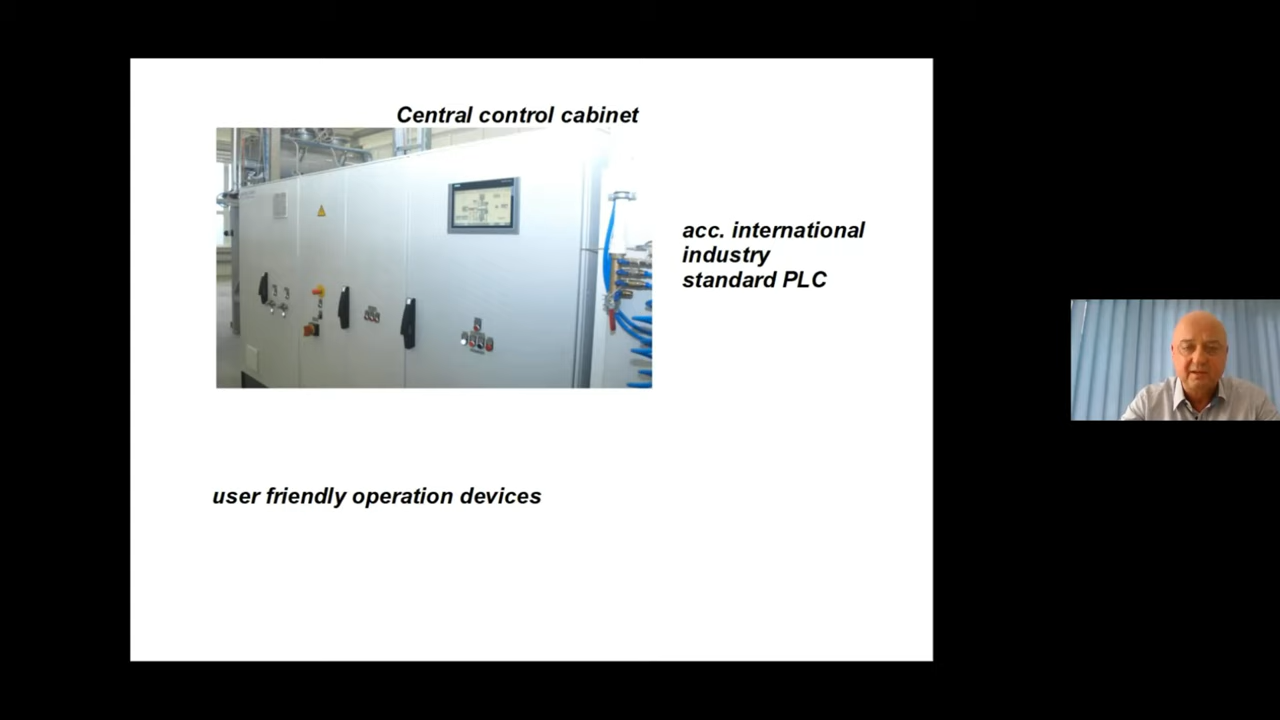 Central control cabinet
acc. international
industry
standard PLC
user friendly operation devices